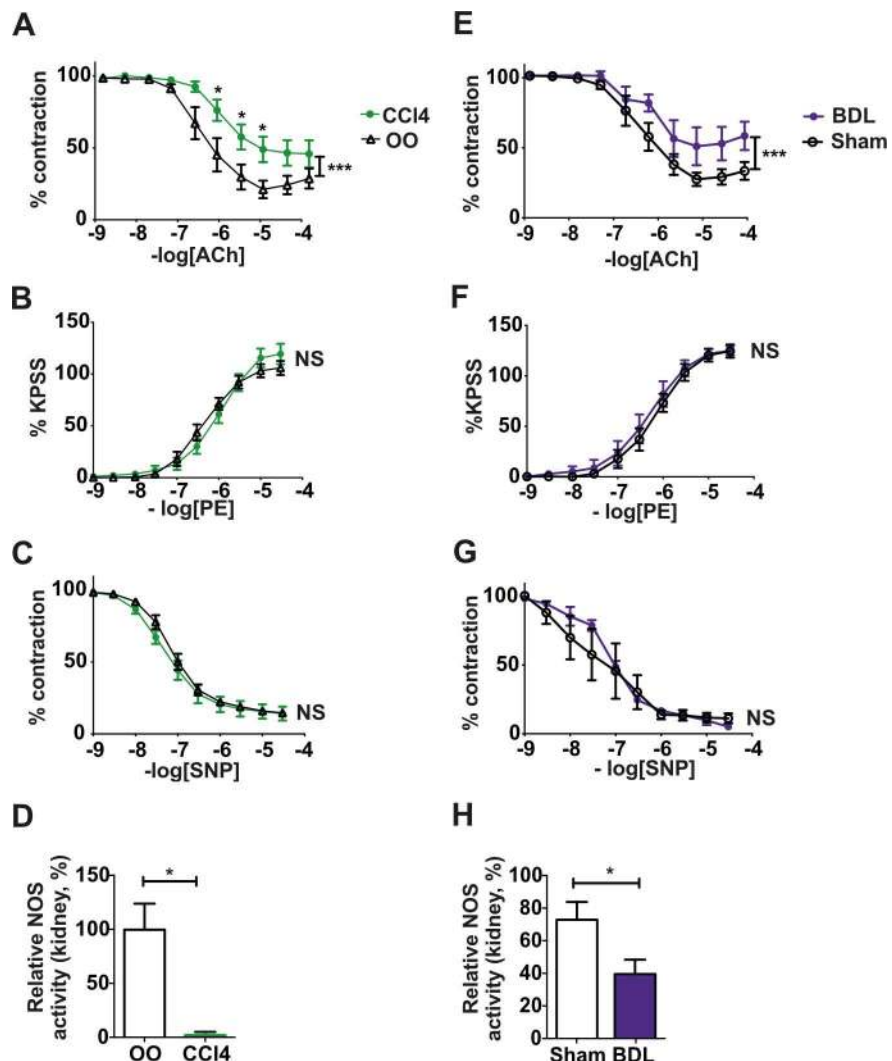 A
% contraction
100
50
0
* * *
CCl4
OO
***
-9 -8 -7 -6 -5 -4
-log[ACh]
E
% contraction
100
50
0
BDL
Sham
***
-9 -8 -7 -6 -5 -4
-log[ACh]
B
% KPSS
150
100
50
0
NS
-9 -8 -7 -6 -5 -4
- log[PE]
F
%KPSS
150
100
50
0
NS
-9 -8 -7 -6 -5 -4
- log[PE]
C
% contraction
100
50
0
NS
-9 -8 -7 -6 -5 -4
-log[SNP]
G
% contraction
100
50
0
NS
-9 -8 -7 -6 -5 -4
- log[SNP]
D
Relative NOS
activity (kidney, %)
150
100
50
0
*
OO CCl4
H
Relative NOS
activity (kidney, %)
100
80
60
40
20
0
*
Sham BDL